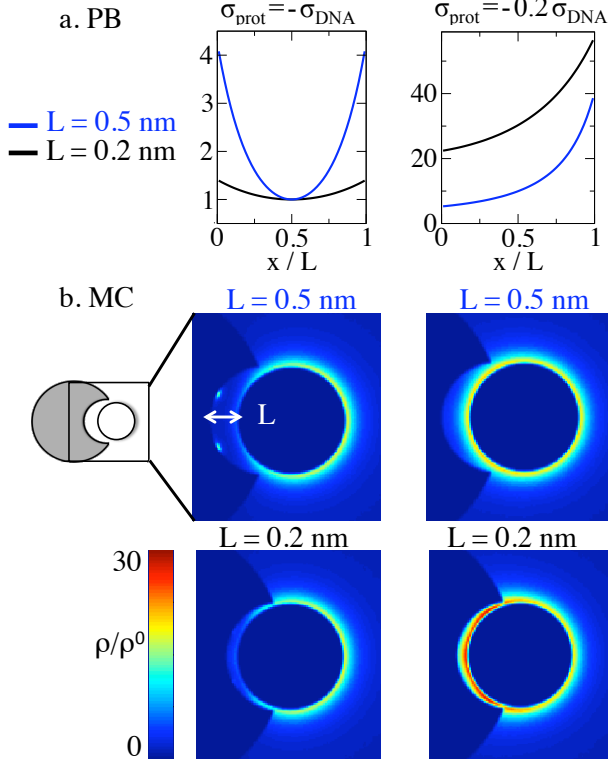 a. PB
σprot=-σDNA
σprot=-0.2σDNA
L = 0.5 nm
L = 0.2 nm
4
3
2
1
0
0.5
1
x / L
40
20
0
0
0.5
1
x / L
b. MC
L = 0.5 nm
L = 0.5 nm
L
L = 0.2 nm
L = 0.2 nm
30
ρ/ρ⁰
0